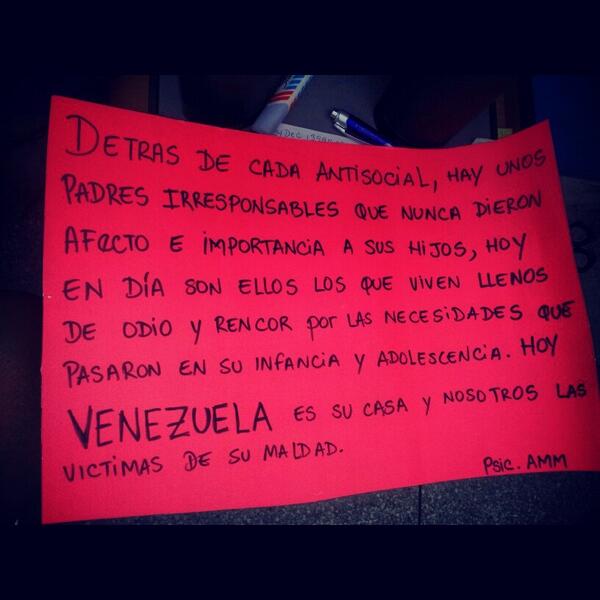 DETRAS DE CADA ANTISOCIAL, HAY UNOS
PADRES IRRESPONSABLES QUE NUNCA DIERON
AFECTO E IMPORTANCIA A SUS HIJOS, HOY
EN DÍA SON ELLOS LOS QUE VIVEN LLENOS
DE ODIO Y RENCOR POR LAS NECESIDADES QUE
PASARON EN SU INFANCIA Y ADOLESCENCIA. HOY
VENEZUELA ES SU CASA Y NOSOTROS LAS
VICTIMAS DE SU MALDAD.
Psic. AMM